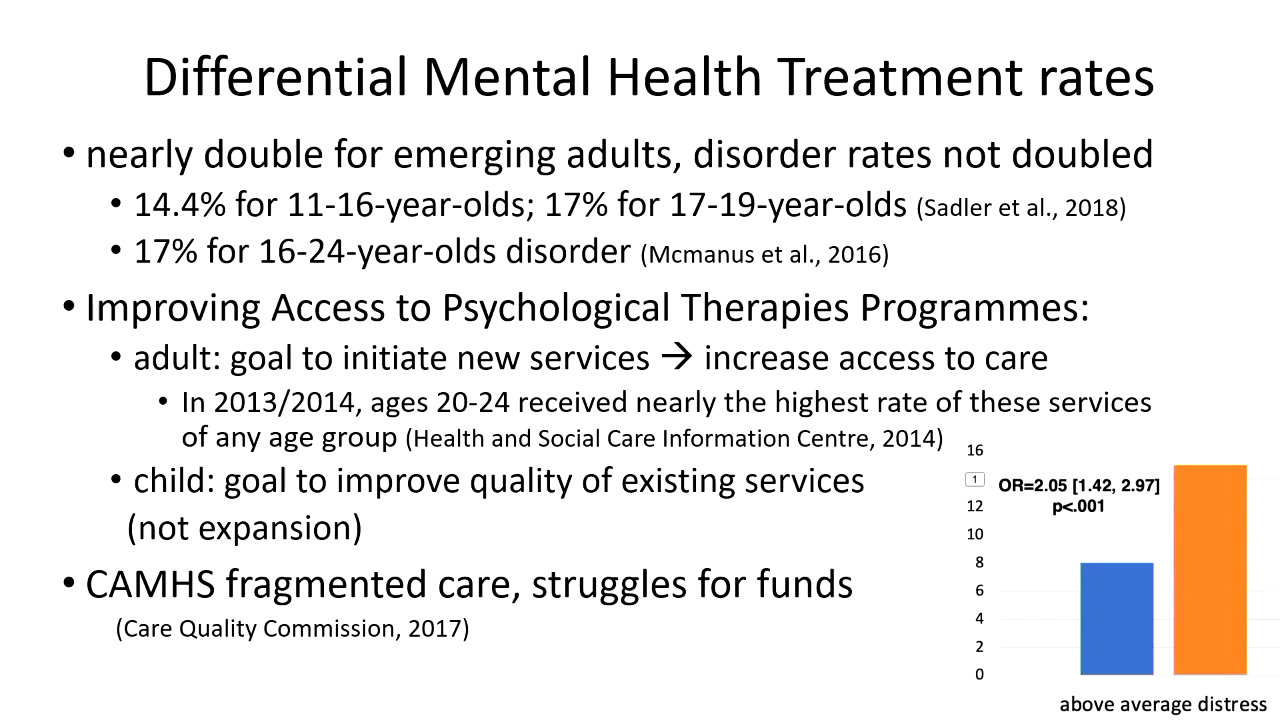 Differential Mental Health Treatment rates
• nearly double for emerging adults, disorder rates not doubled
• 14.4% for 11-16-year-olds; 17% for 17-19-year-olds (Sadler et al., 2018)
• 17% for 16-24-year-olds disorder (Mcmanus et al., 2016)
• Improving Access to Psychological Therapies Programmes:
• adult: goal to initiate new services → increase access to care
• In 2013/2014, ages 20-24 received nearly the highest rate of these services
of any age group (Health and Social Care Information Centre, 2014)
• child: goal to improve quality of existing services
(not expansion)
• CAMHS fragmented care, struggles for funds
(Care Quality Commission, 2017)
16
1
OR=2.05 [1.42, 2.97]
p<.001
12
10
8
6
4
2
0
above average distress